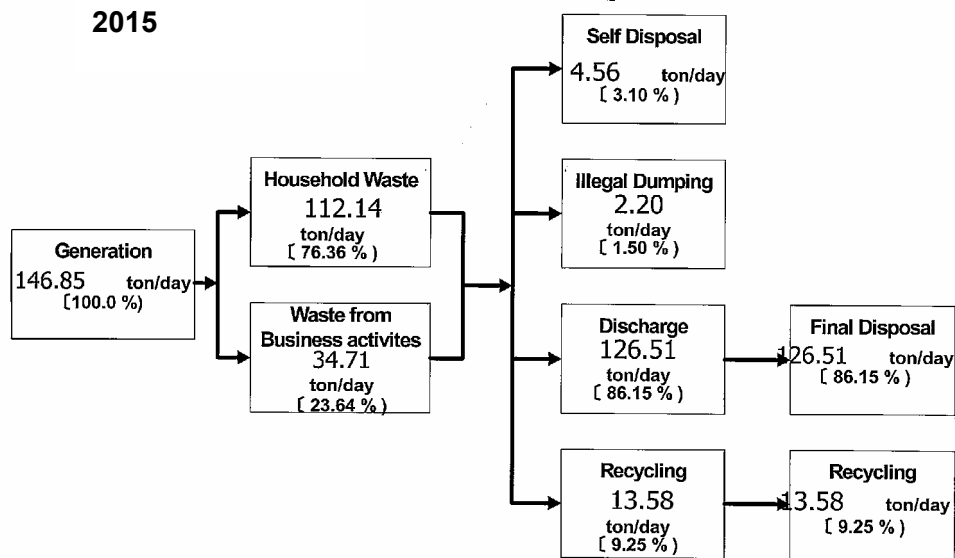 2015
Generation
146.85 ton/day
[100.0 %)
Household Waste
112.14
ton/day
[ 76.36 % )
Waste from
Business activites
34.71
ton/day
[ 23.64 % )
Self Disposal
4.56 ton/day
[ 3.10 % )
Illegal Dumping
2.20
ton/day
[ 1.50 % )
Discharge
126.51
ton/day
[ 86.15 % )
Final Disposal
126.51 ton/day
[ 86.15 % )
Recycling
13.58
ton/day
[ 9.25 % )
Recycling
13.58 ton/day
[ 9.25 % )